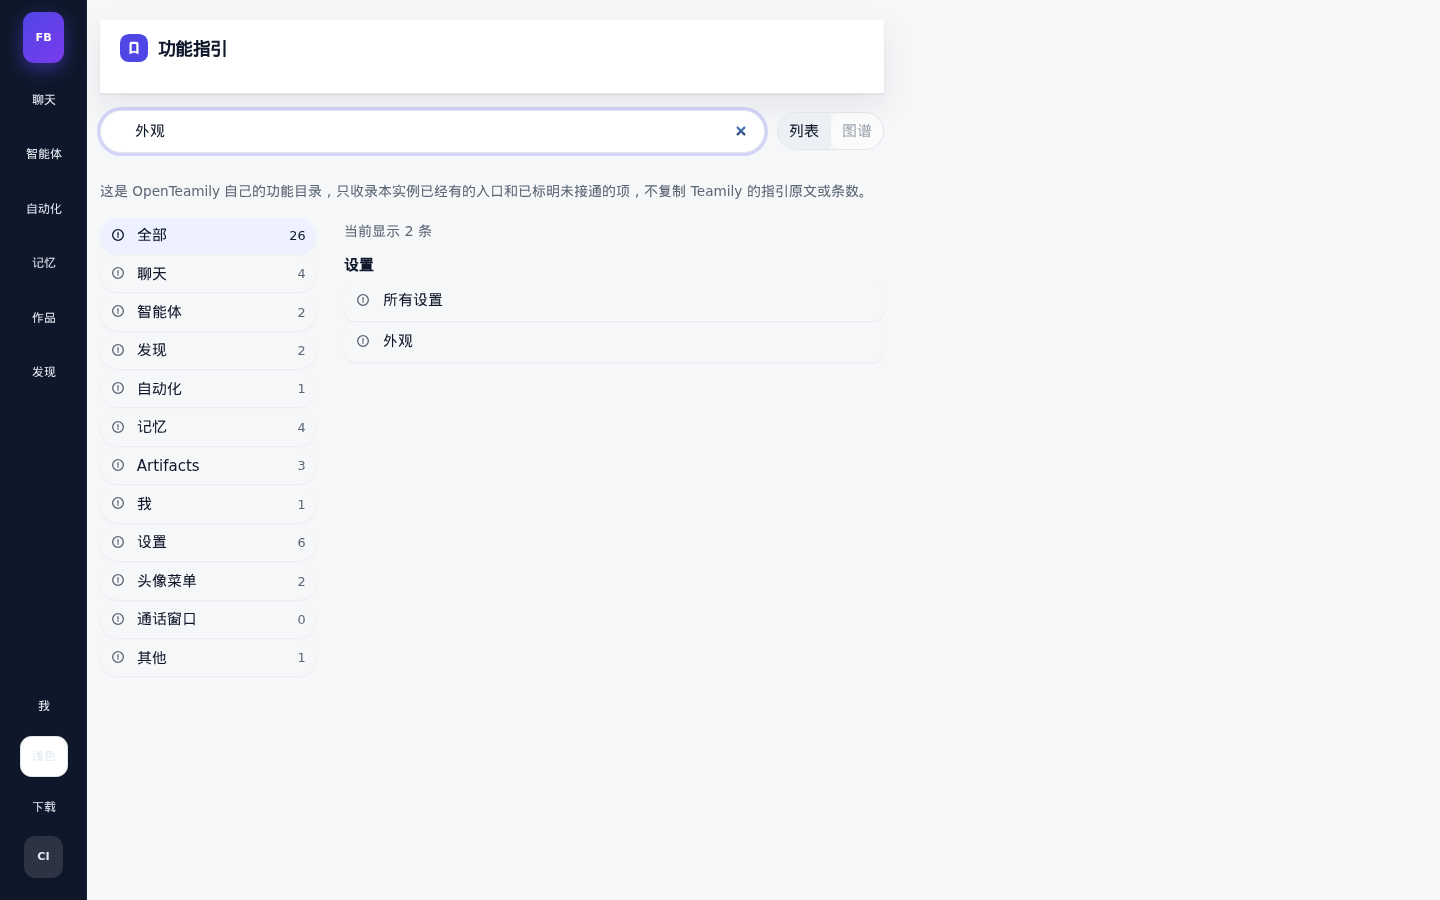 FB
聊天
智能体
自动化
记忆
作品
发现
我
浅色
下载
CI
功能指引
外观
列表
图谱
这是 OpenTeamily 自己的功能目录，只收录本实例已经有的入口和已标明未接通的项，不复制 Teamily 的指引原文或条数。
全部 26
聊天 4
智能体 2
发现 2
自动化 1
记忆 4
Artifacts 3
我 1
设置 6
头像菜单 2
通话窗口 0
其他 1
当前显示 2 条
设置
所有设置
外观